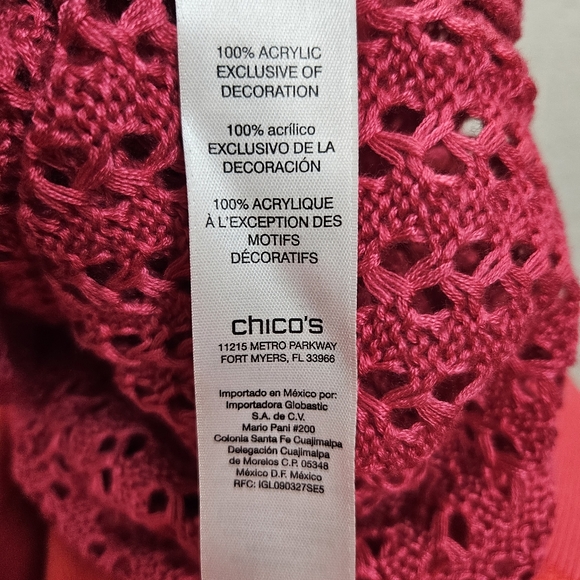 100% ACRYLIC
EXCLUSIVE OF
DECORATION
100% acrílico
EXCLUSIVO DE LA
DECORACIÓN
100% ACRYLIQUE
À L'EXCEPTION DES
MOTIFS
DÉCORATIFS
chico's
11215 METRO PARKWAY
FORT MYERS, FL 33966
Importado en México por:
Importadora Globastic
S.A. de C.V.
Mario Pani #200
Colonia Santa Fe Cuajimalpa
Delegación Cuajimalpa
de Morelos C.P. 05348
México D.F. México
RFC: IGL090327SE5